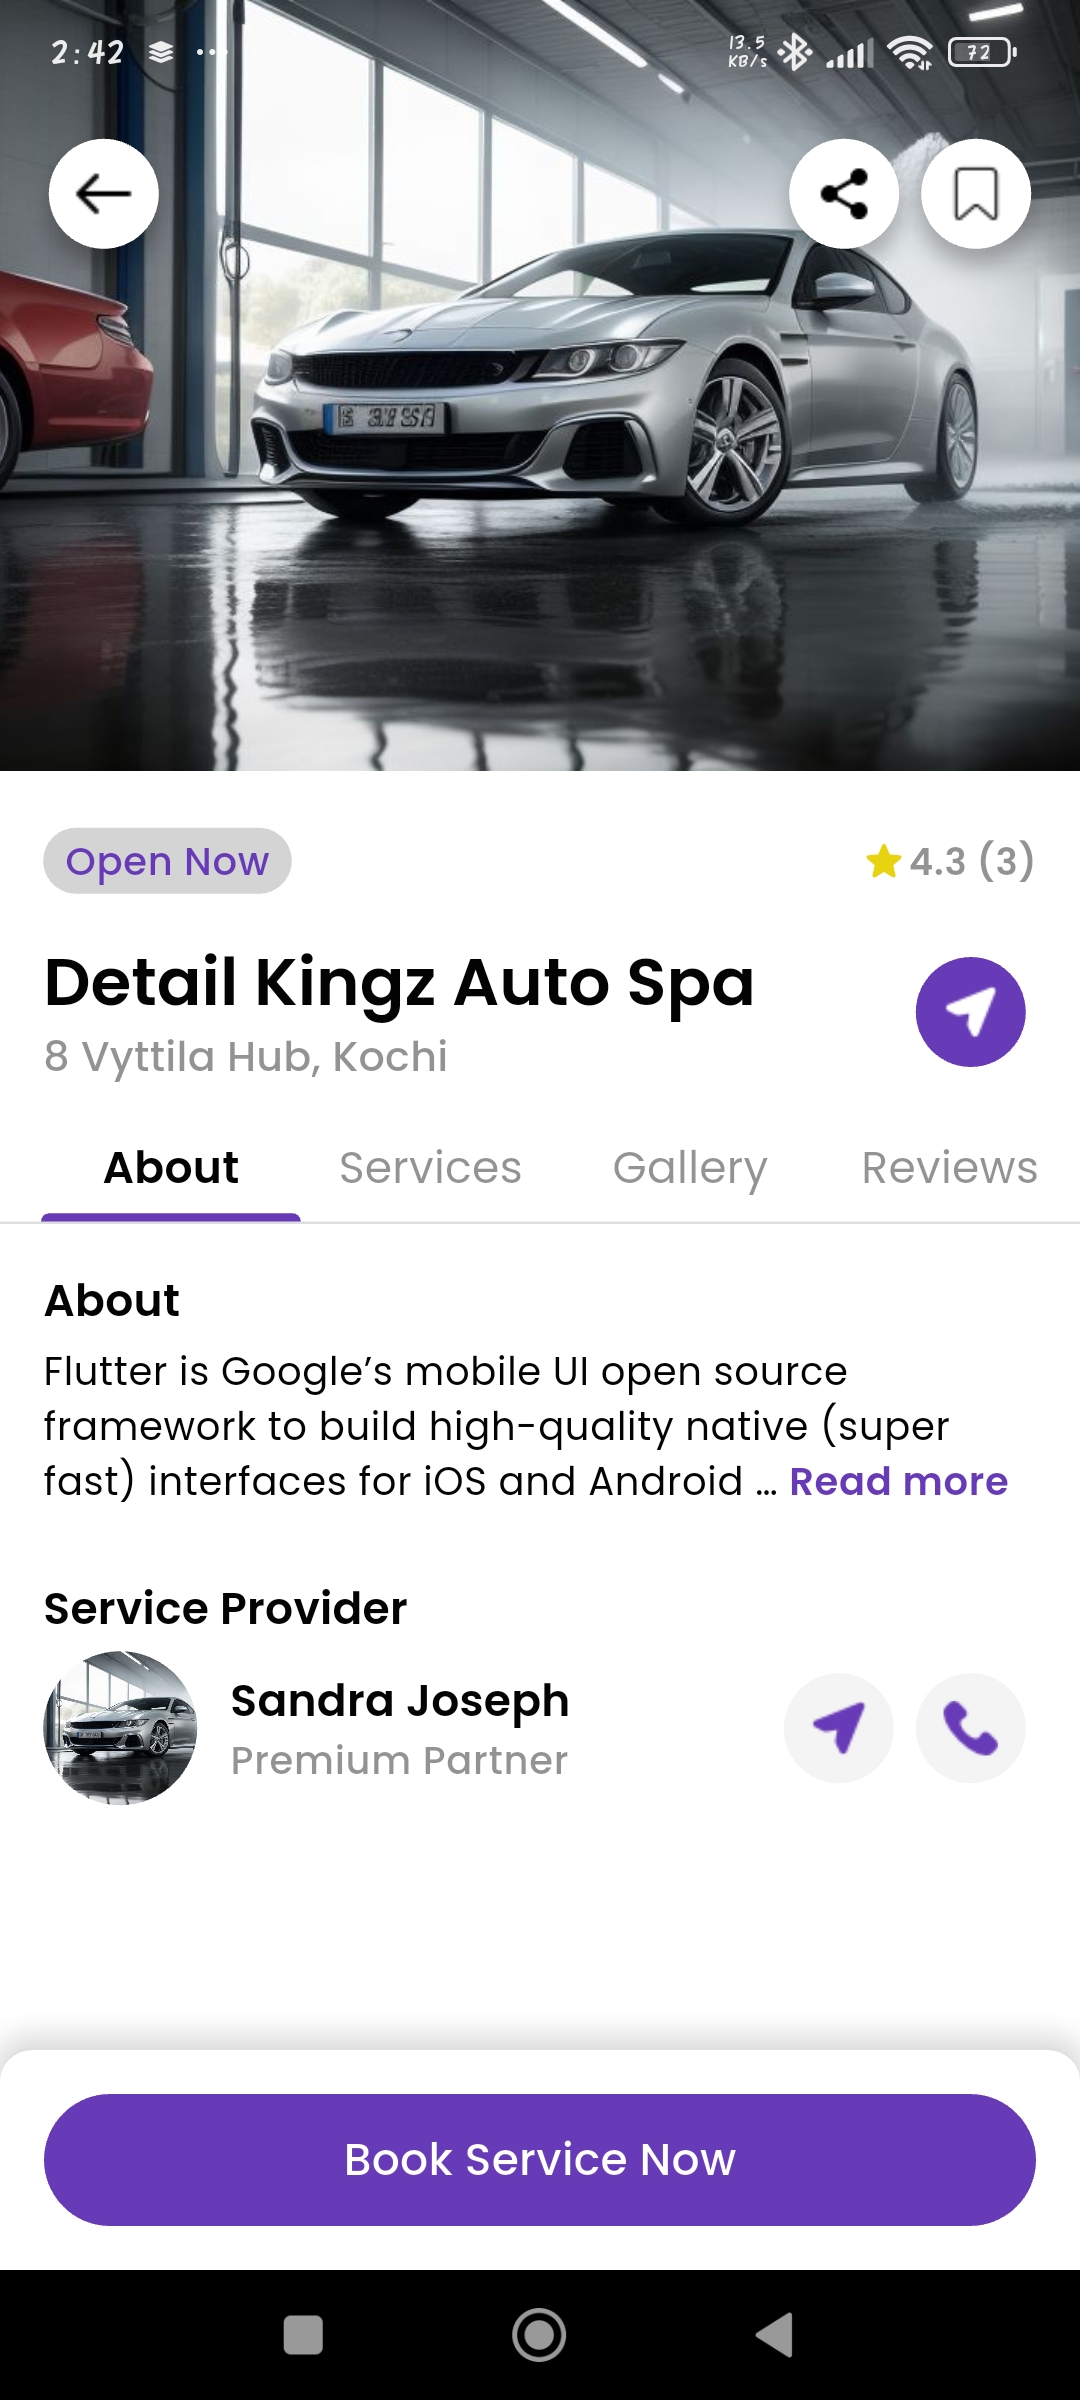 2:42
13.5
KB/s
72
Open Now
4.3 (3)
Detail Kingz Auto Spa
8 Vyttila Hub, Kochi
About Services Gallery Reviews
About
Flutter is Google’s mobile UI open source
framework to build high-quality native (super
fast) interfaces for iOS and Android ... Read more
Service Provider
Sandra Joseph
Premium Partner
Book Service Now